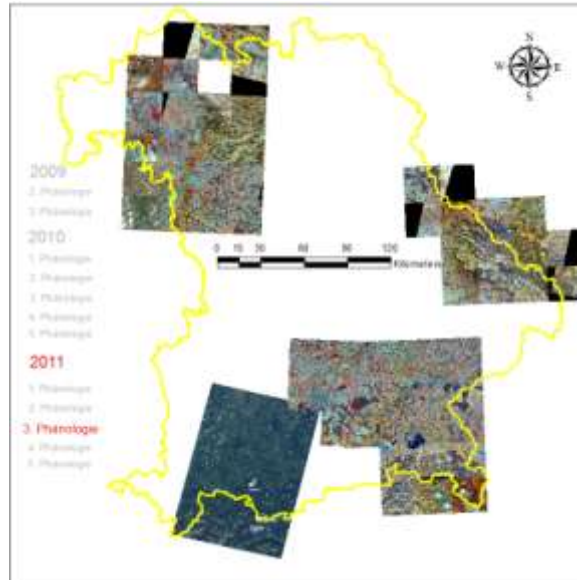 N
W E
S
2009
2. Phänologie
3. Phänologie
2010
1. Phänologie
2. Phänologie
3. Phänologie
4. Phänologie
5. Phänologie
0 15 30 60 90 120
Kilometers
2011
1. Phänologie
2. Phänologie
3. Phänologie
4. Phänologie
5. Phänologie